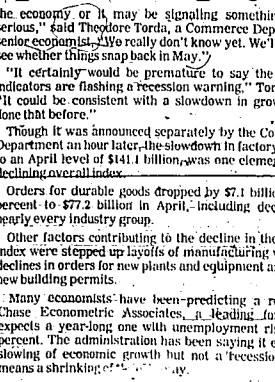 the economy or it may be signaling somethin
serious," said Theodore Torda, a Commerce Dep
senior economist. "We really don't know yet. We'l
see whether things snap back in May."
"It certainly would be premature to say the
indicators are flashing a recession warning," Tor
"It could be consistent with a slowdown in grow
done that before."
Though it was announced separately by the Co
Department an hour later, the slowdown in factory
to an April level of $141.1 billion, was one eleme
declining overall index.
Orders for durable goods dropped by $7.1 billio
percent to $77.2 billion in April, including dec
nearly every industry group.
Other factors contributing to the decline in the
index were stepped up layoffs of manufacturing
declines in orders for new plants and equipment a
new building permits.
Many economists have been predicting a re
Chase Econometric Associates, a leading fo
expects a year-long one with unemployment ri
percent. The administration has been saying it e
slowing of economic growth but not a "recession
means a shrinking of